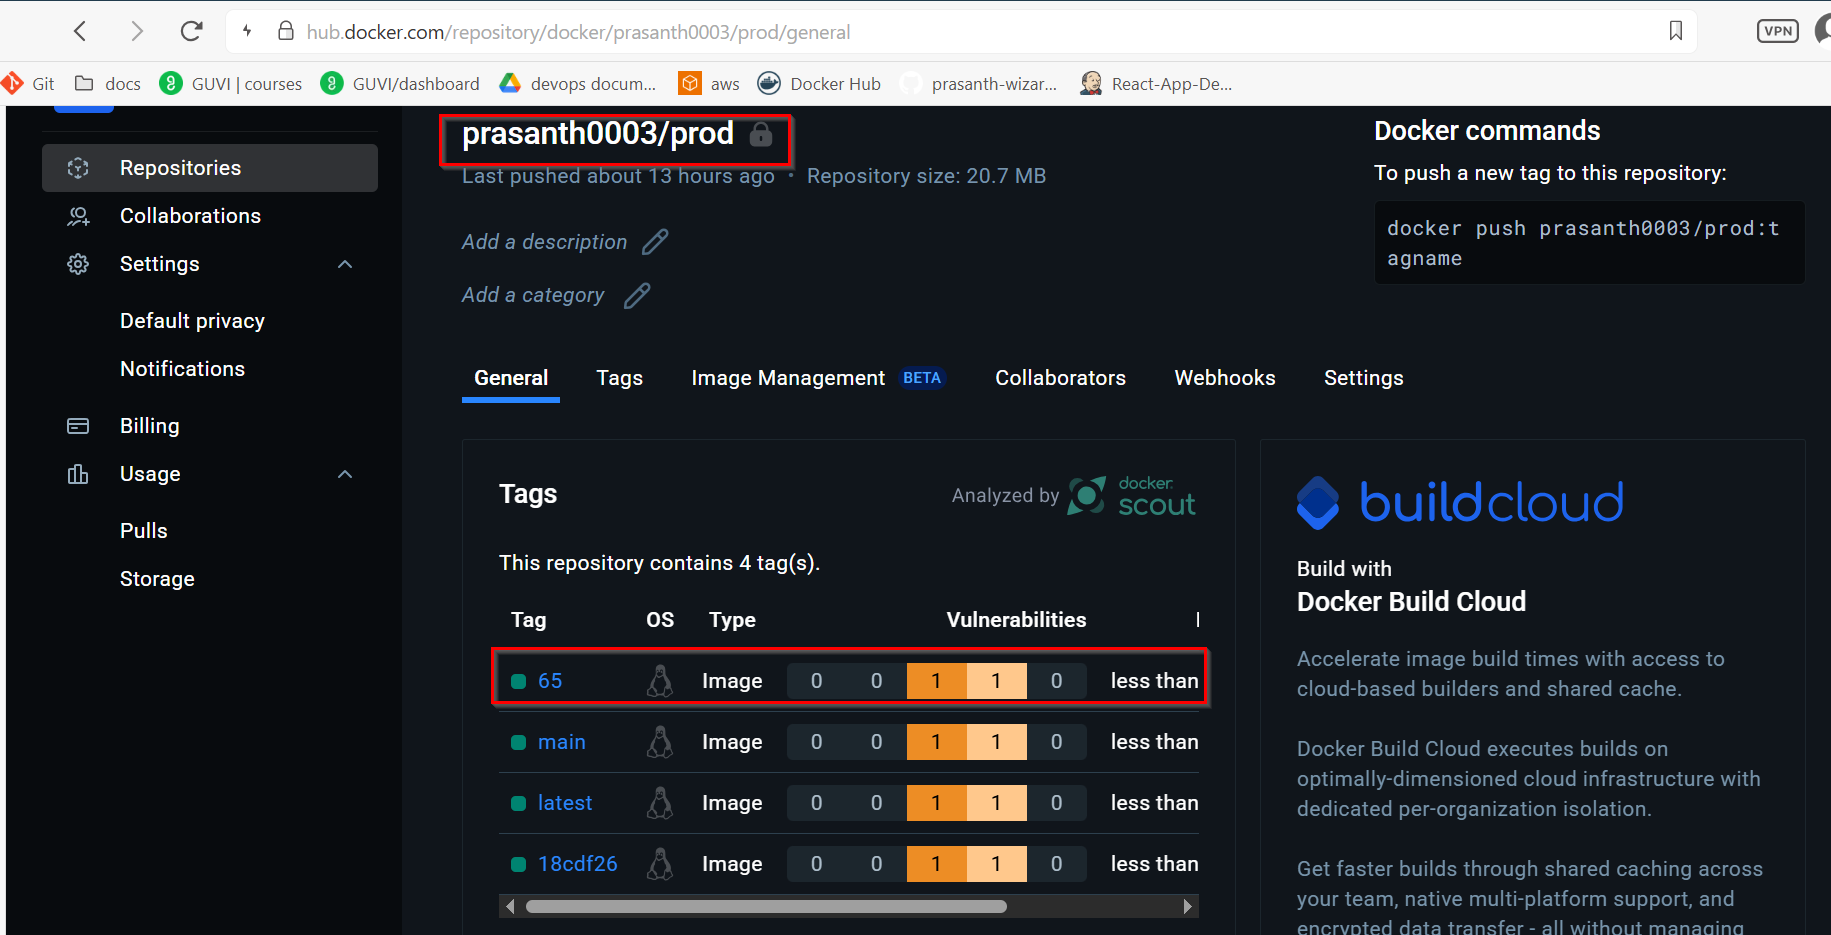 hub.docker.com/repository/docker/prasanth0003/prod/general
VPN
Git
docs
GUVI | courses
GUVI/dashboard
devops docum...
aws
Docker Hub
prasanth-wizar...
React-App-De...
Repositories
Collaborations
Settings
Default privacy
Notifications
Billing
Usage
Pulls
Storage
prasanth0003/prod
Last pushed about 13 hours ago • Repository size: 20.7 MB
Add a description
Add a category
Docker commands
To push a new tag to this repository:
docker push prasanth0003/prod:t
agname
General Tags Image Management BETA Collaborators Webhooks Settings
Tags
Analyzed by docker scout
This repository contains 4 tag(s).
Tag OS Type Vulnerabilities
65 Image 0 0 1 1 0 less than
main Image 0 0 1 1 0 less than
latest Image 0 0 1 1 0 less than
18cdf26 Image 0 0 1 1 0 less than
buildcloud
Build with
Docker Build Cloud
Accelerate image build times with access to
cloud-based builders and shared cache.
Docker Build Cloud executes builds on
optimally-dimensioned cloud infrastructure with
dedicated per-organization isolation.
Get faster builds through shared caching across
your team, native multi-platform support, and
encrypted data transfer - all without managing